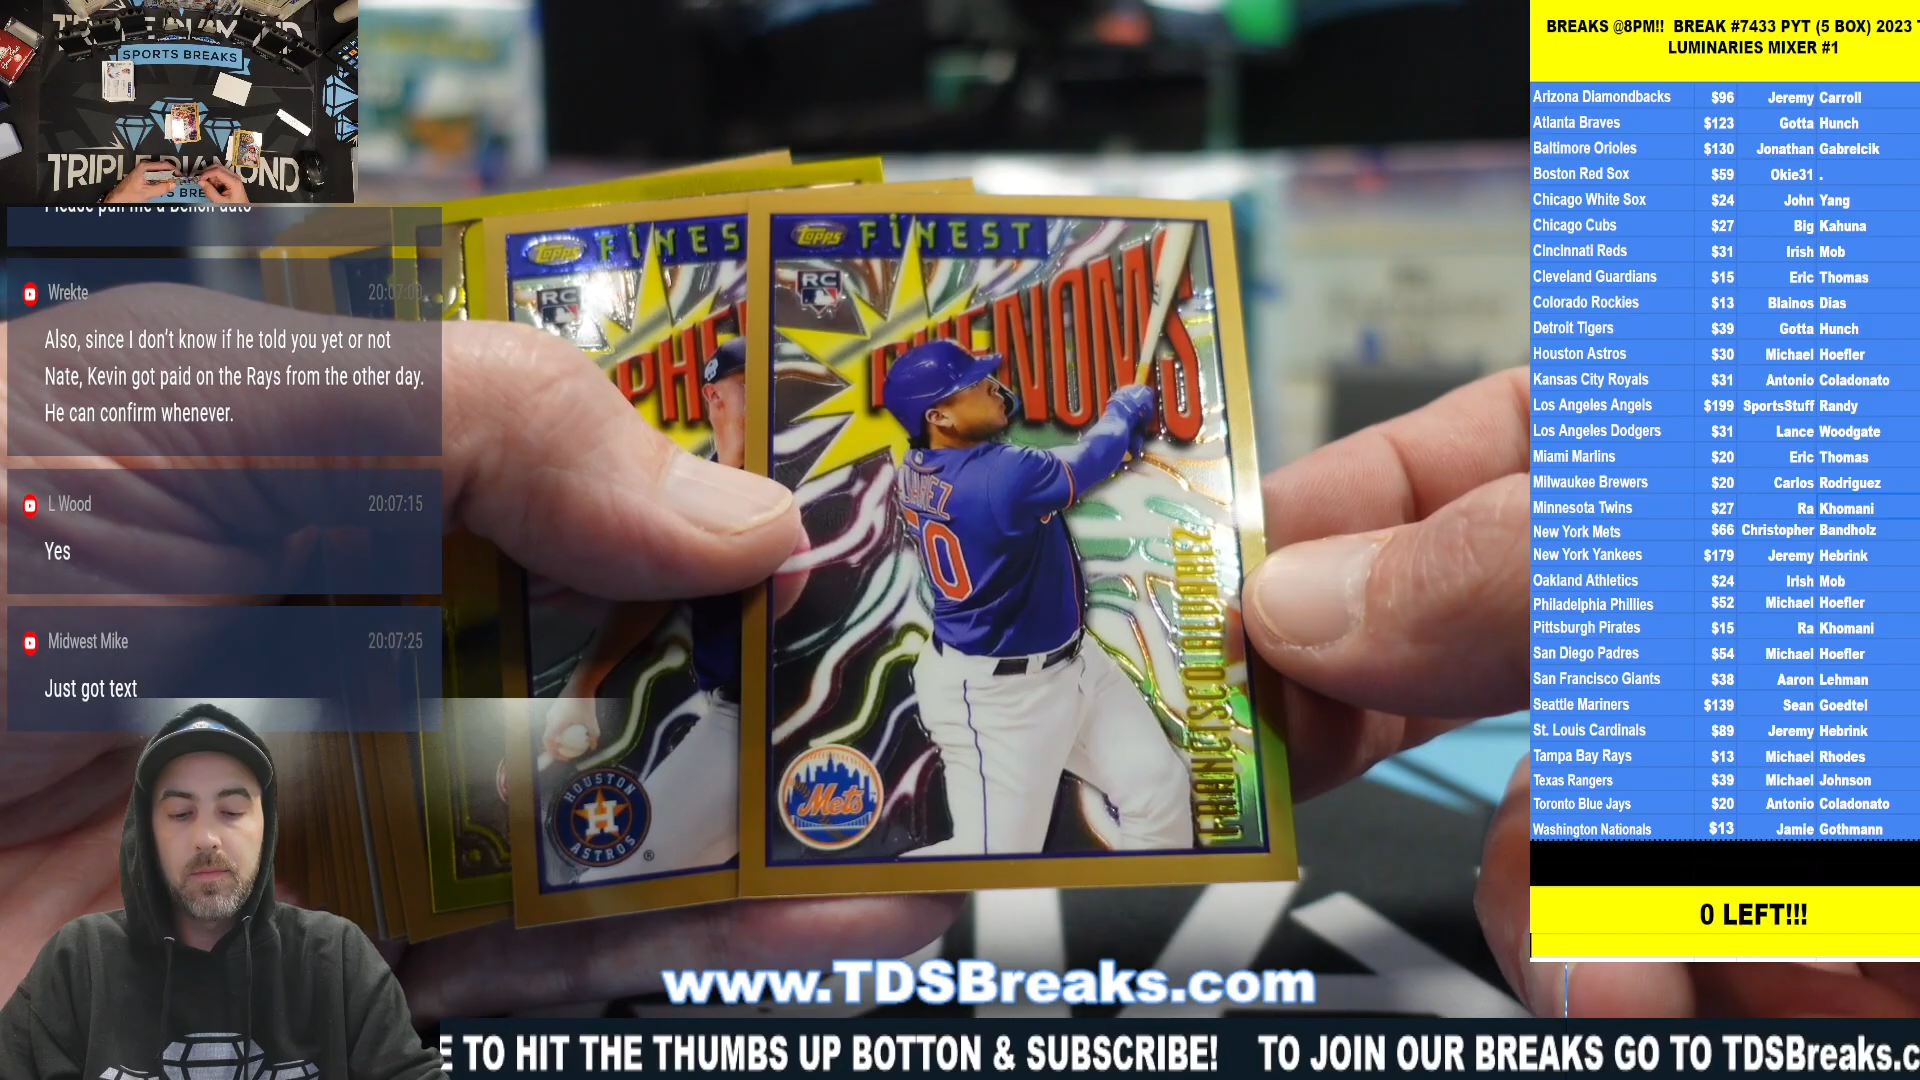 SPORTS BREAKS
TRIPLE DIAMOND
Wrekte 20:07:09
Also, since I don't know if he told you yet or not
Nate, Kevin got paid on the Rays from the other day.
He can confirm whenever.
L Wood 20:07:15
Yes
Midwest Mike 20:07:25
Just got text
Topps FiNES
RC
PHE
HOUSTON
H
ASTROS ®
Topps FiNEST
RC
PHENOMS
50
Mets
FRANCISCO ALVAREZ
www.TDSBreaks.com
E TO HIT THE THUMBS UP BOTTON & SUBSCRIBE! TO JOIN OUR BREAKS GO TO TDSBreaks.c
BREAKS @8PM!! BREAK #7433 PYT (5 BOX) 2023
LUMINARIES MIXER #1
Arizona Diamondbacks $96 Jeremy Carroll
Atlanta Braves $123 Gotta Hunch
Baltimore Orioles $130 Jonathan Gabrelcik
Boston Red Sox $59 Okie31 .
Chicago White Sox $24 John Yang
Chicago Cubs $27 Big Kahuna
Cincinnati Reds $31 Irish Mob
Cleveland Guardians $15 Eric Thomas
Colorado Rockies $13 Blainos Dias
Detroit Tigers $39 Gotta Hunch
Houston Astros $30 Michael Hoefler
Kansas City Royals $31 Antonio Coladonato
Los Angeles Angels $199 SportsStuff Randy
Los Angeles Dodgers $31 Lance Woodgate
Miami Marlins $20 Eric Thomas
Milwaukee Brewers $20 Carlos Rodriguez
Minnesota Twins $27 Ra Khomani
New York Mets $66 Christopher Bandholz
New York Yankees $179 Jeremy Hebrink
Oakland Athletics $24 Irish Mob
Philadelphia Phillies $52 Michael Hoefler
Pittsburgh Pirates $15 Ra Khomani
San Diego Padres $54 Michael Hoefler
San Francisco Giants $38 Aaron Lehman
Seattle Mariners $139 Sean Goedtel
St. Louis Cardinals $89 Jeremy Hebrink
Tampa Bay Rays $13 Michael Rhodes
Texas Rangers $39 Michael Johnson
Toronto Blue Jays $20 Antonio Coladonato
Washington Nationals $13 Jamie Gothmann
0 LEFT!!!